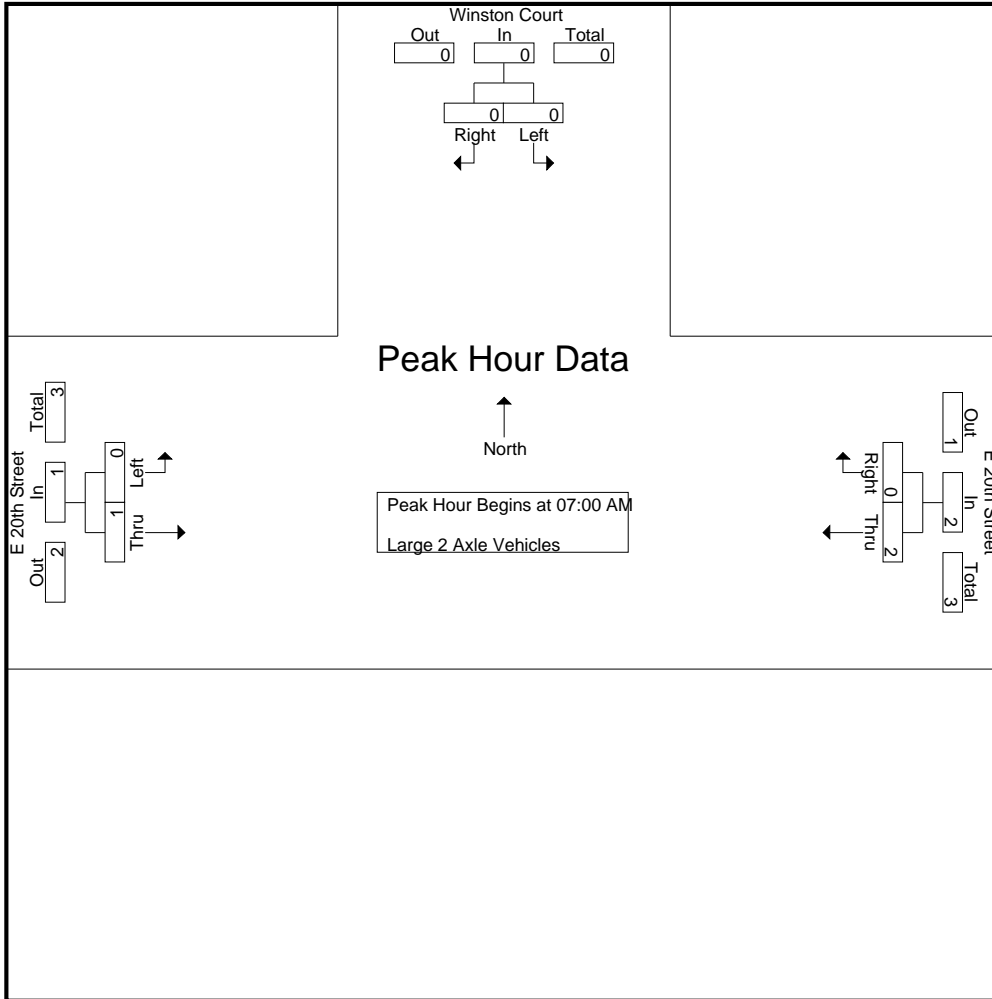 Winston Court
Out In Total
0 0 0
0 0
Right Left
Peak Hour Data
North
Peak Hour Begins at 07:00 AM
Large 2 Axle Vehicles
E 20th Street
Total In Out
3 1 2
0 1
Left Thru
E 20th Street
Out In Total
1 2 3
0 2
Right Thru